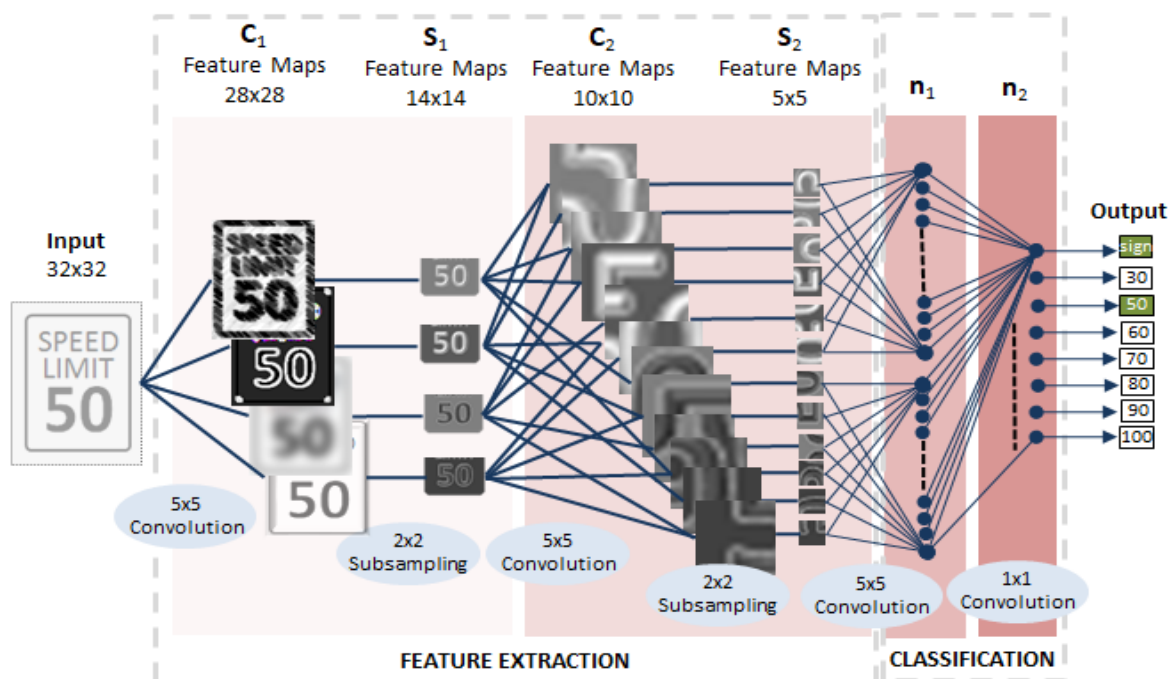 C1
Feature Maps
28x28
S1
Feature Maps
14x14
C2
Feature Maps
10x10
S2
Feature Maps
5x5
n1
n2
Input
32x32
SPEED
LIMIT
50
SPEED
LIMIT
50
50
50
50
50
50
50
50
Output
sign
30
50
60
70
80
90
100
5x5
Convolution
2x2
Subsampling
5x5
Convolution
2x2
Subsampling
5x5
Convolution
1x1
Convolution
FEATURE EXTRACTION
CLASSIFICATION